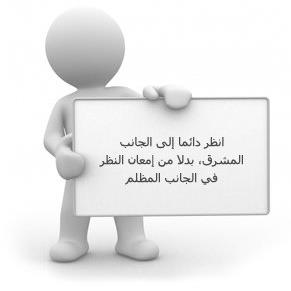 انظر دائما إلى الجانب
المشرق، بدلا من إمعان النظر
في الجانب المظلم